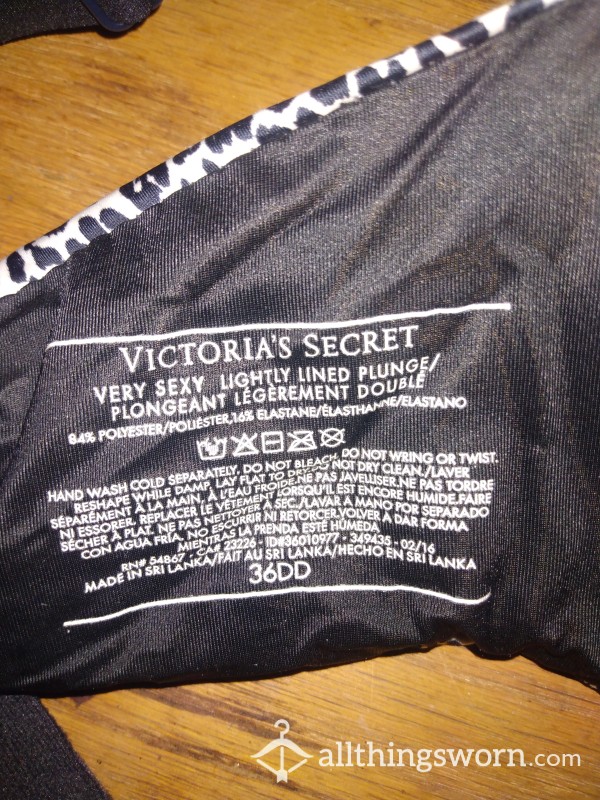 VICTORIA'S SECRET
VERY SEXY LIGHTLY LINED PLUNGE/
PLONGEANT LÉGÈREMENT DOUBLÉ
84% POLYESTER/POLIÉSTER,16% ELASTANE/ÉLASTHANNE/ELASTANO
HAND WASH COLD SEPARATELY. DO NOT BLEACH. DO NOT WRING OR TWIST.
RESHAPE WHILE DAMP. LAY FLAT TO DRY. DO NOT DRY CLEAN./LAVER
SÉPARÉMENT À LA MAIN, À L'EAU FROIDE.NE PAS JAVELLISER.NE PAS TORDRE
NI ESSORER. REPLACER LE VÊTEMENT LORSQU'IL EST ENCORE HUMIDE.FAIRE
SÉCHER À PLAT. NE PAS NETTOYER À SEC./LAVAR A MANO POR SEPARADO
CON AGUA FRÍA. NO ESCURRIR NI RETORCER.VOLVER A DAR FORMA
MIENTRAS LA PRENDA ESTÉ HÚMEDA
RN# 54867 - CA# 23226 - ID#36010977 - 349435 - 02/16
MADE IN SRI LANKA/FAIT AU SRI LANKA/HECHO EN SRI LANKA
36DD
allthingsworn.com